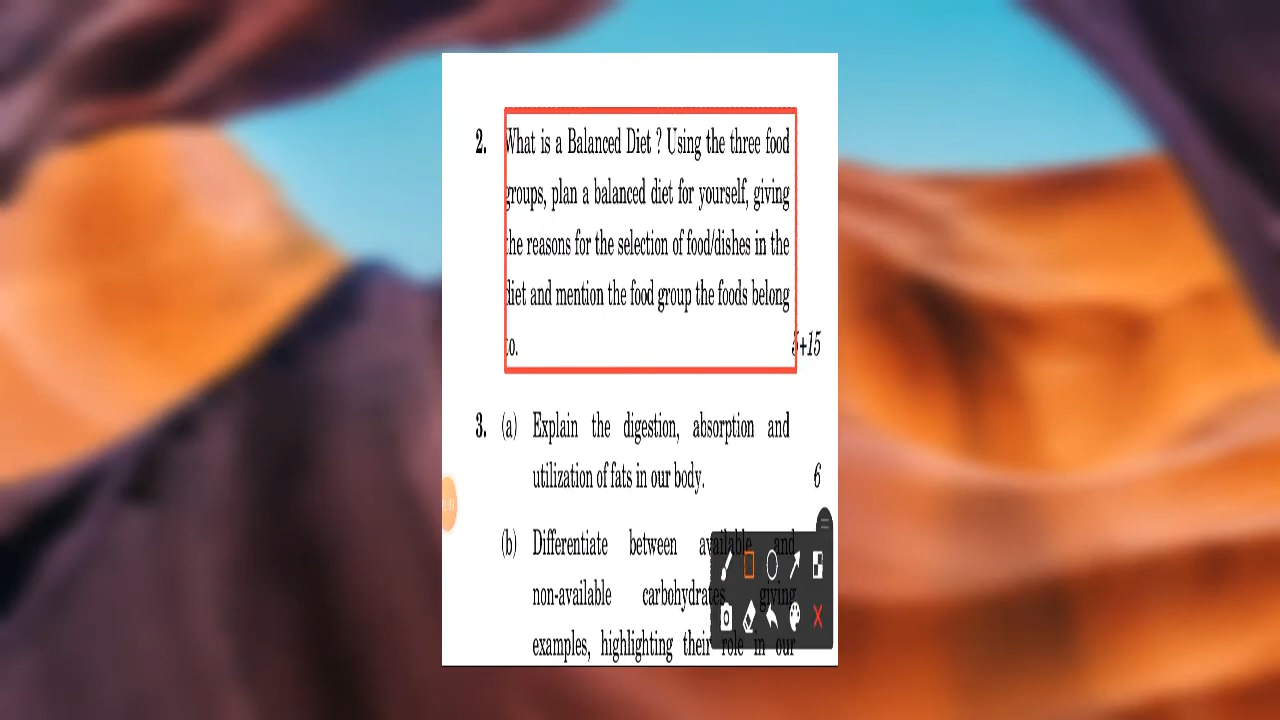 2. What is a Balanced Diet ? Using the three food
groups, plan a balanced diet for yourself, giving
the reasons for the selection of food/dishes in the
diet and mention the food group the foods belong
to. 5+15
3. (a) Explain the digestion, absorption and
utilization of fats in our body. 6
(b) Differentiate between available and
non-available carbohydrates giving
examples, highlighting their role in our